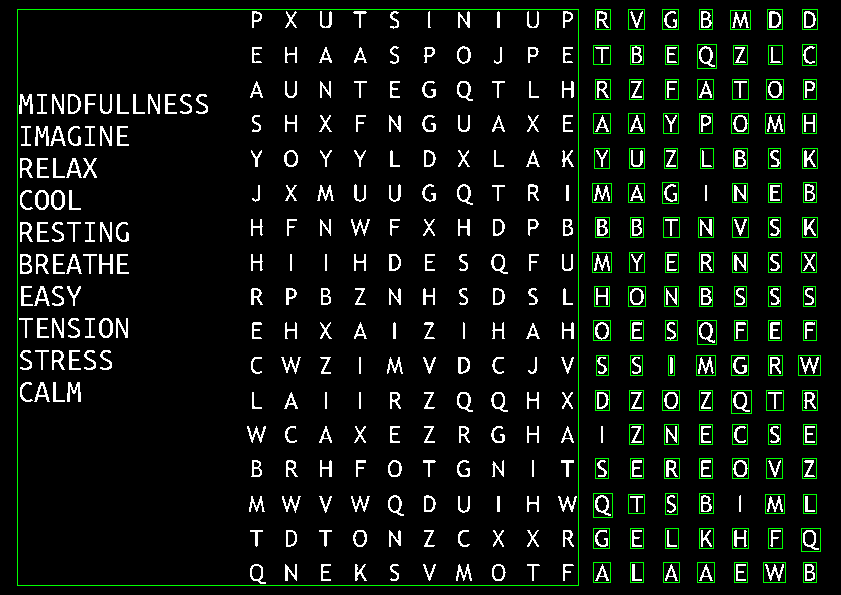 P X U T S I N I U P R V G B M D D
E H A A S P O J P E T B E Q Z L C
A U N T E G Q T L H R Z F A T O P
MINDFULLNESS
S H X F N G U A X E A A Y P O M H
IMAGINE
Y O Y Y L D X L A K Y U Z L B S K
RELAX
J X M U U G Q T R I M A G I N E B
COOL
H F N W F X H D P B B B T N V S K
RESTING
H I I H D E S Q F U M Y E R N S X
BREATHE
R P B Z N H S D S L H O N B S S S
EASY
E H X A I Z I H A H O E S Q F E F
TENSION
C W Z I M V D C J V S S I M G R W
STRESS
L A I I R Z Q Q H X D Z O Z Q T R
CALM
W C A X E Z R G H A I Z N E C S E
B R H F O T G N I T S E R E O V Z
M W V W Q D U I H W Q T S B I M L
T D T O N Z C X X R G E L K H F Q
Q N E K S V M O T F A L A A E W B